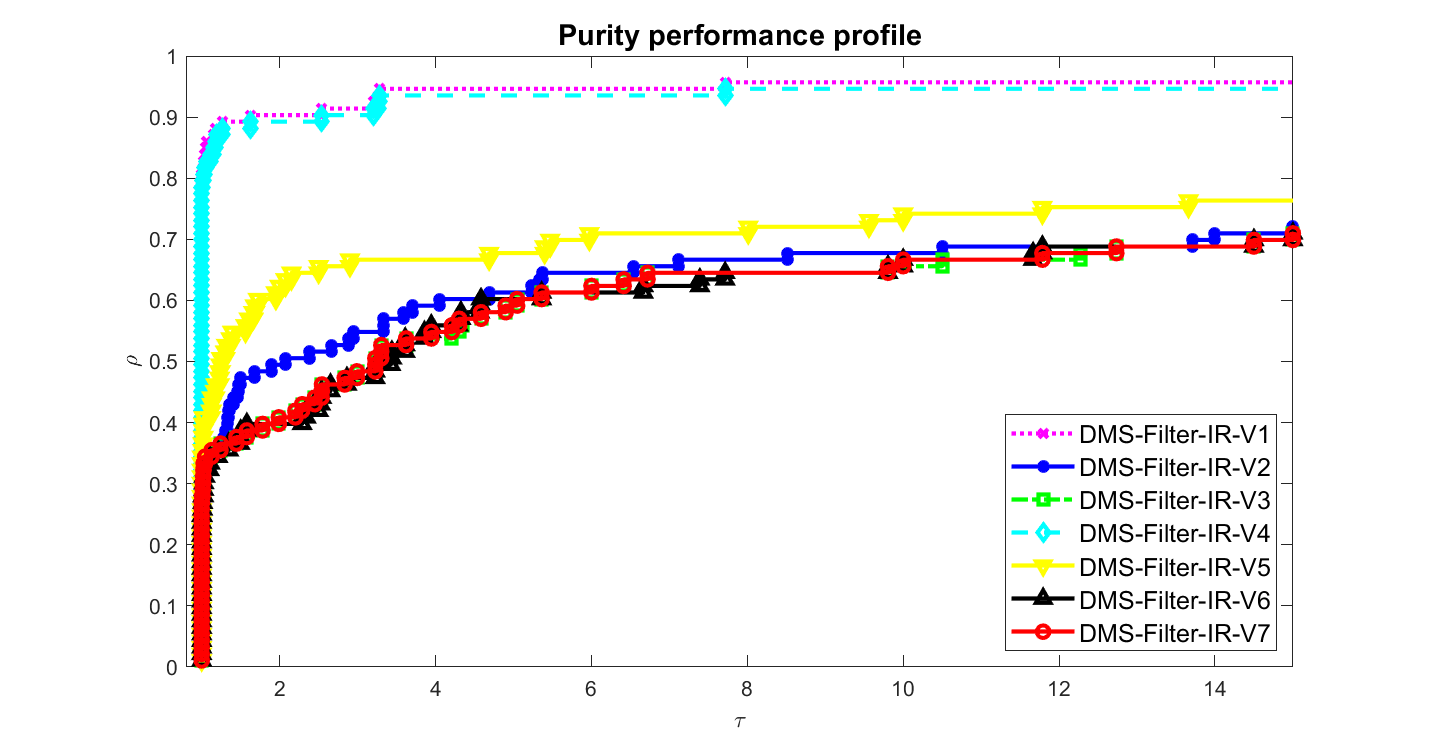 Purity performance profile
1
0.9
0.8
0.7
0.6
0.5
0.4
0.3
0.2
0.1
0
ρ
2 4 6 8 10 12 14
τ
DMS-Filter-IR-V1
DMS-Filter-IR-V2
DMS-Filter-IR-V3
DMS-Filter-IR-V4
DMS-Filter-IR-V5
DMS-Filter-IR-V6
DMS-Filter-IR-V7